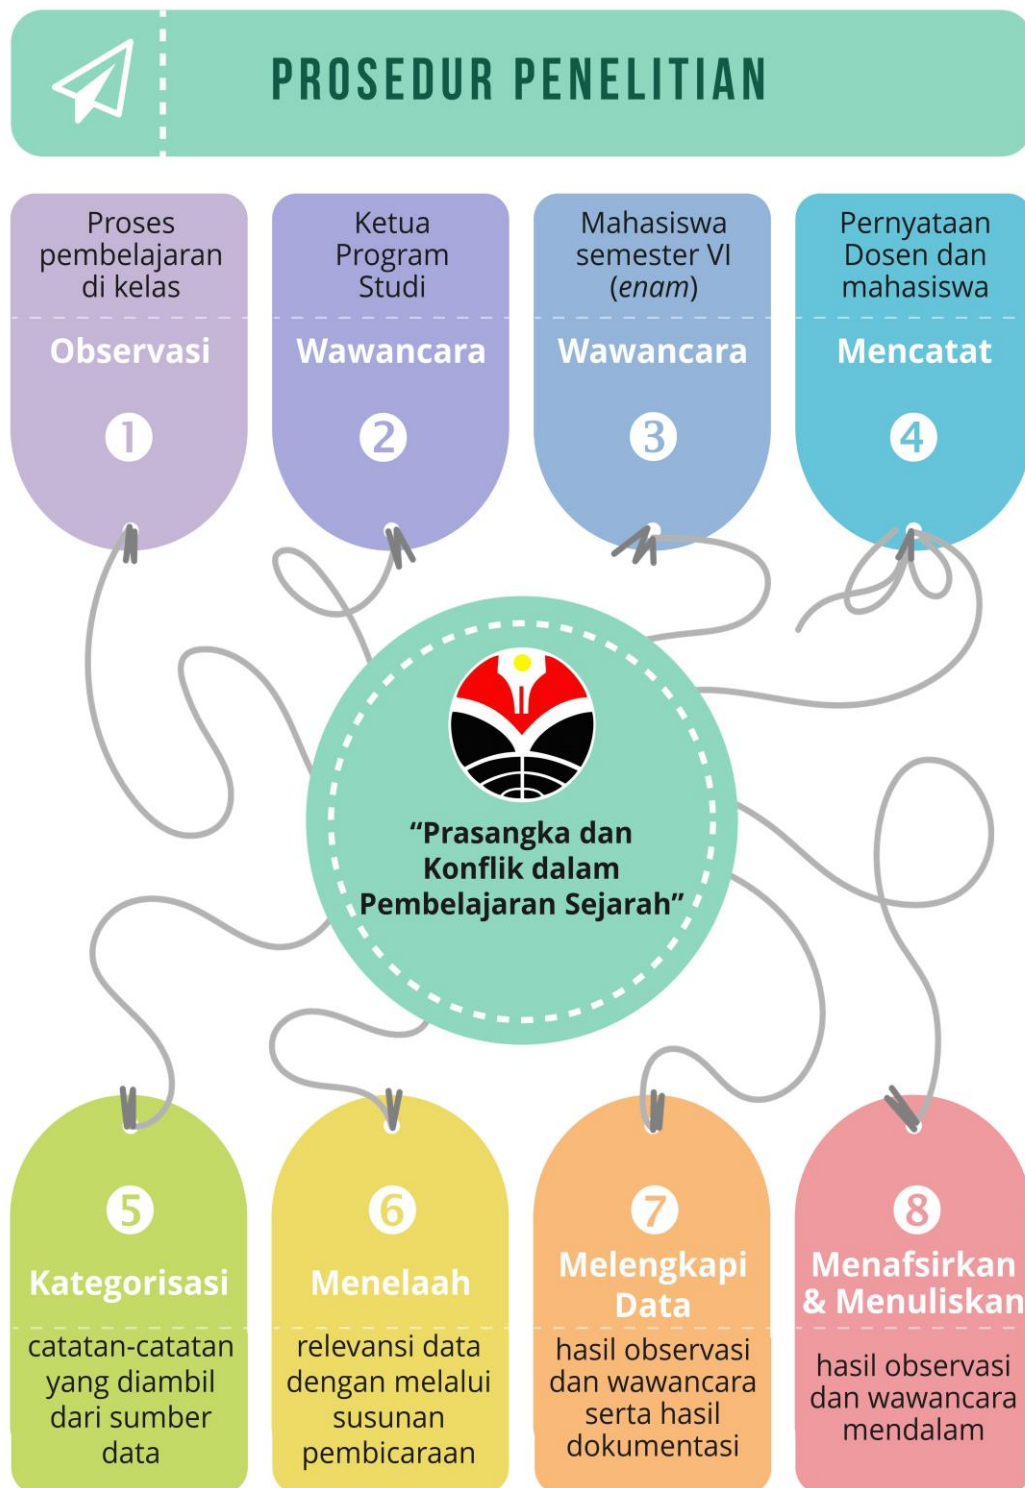 PROSEDUR PENELITIAN
Proses
pembelajaran
di kelas
Observasi
1
Ketua
Program
Studi
Wawancara
2
Mahasiswa
semester VI
(enam)
Wawancara
3
Pernyataan
Dosen dan
mahasiswa
Mencatat
4
“Prasangka dan
Konflik dalam
Pembelajaran Sejarah”
5
Kategorisasi
catatan-catatan
yang diambil
dari sumber
data
6
Menelaah
relevansi data
dengan melalui
susunan
pembicaraan
7
Melengkapi
Data
hasil observasi
dan wawancara
serta hasil
dokumentasi
8
Menafsirkan
& Menuliskan
hasil observasi
dan wawancara
mendalam